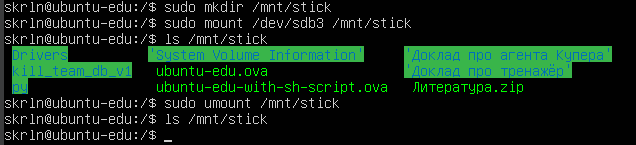 skrln@ubuntu-edu:/$ sudo mkdir /mnt/stick
skrln@ubuntu-edu:/$ sudo mount /dev/sdb3 /mnt/stick
skrln@ubuntu-edu:/$ ls /mnt/stick
Drivers 'System Volume Information' 'Доклад про агента Купера'
kill_team_db_v1 ubuntu-edu.ova 'Доклад про тренажёр'
py ubuntu-edu-with-sh-script.ova Литература.zip
skrln@ubuntu-edu:/$ sudo umount /mnt/stick
skrln@ubuntu-edu:/$ ls /mnt/stick
skrln@ubuntu-edu:/$ _